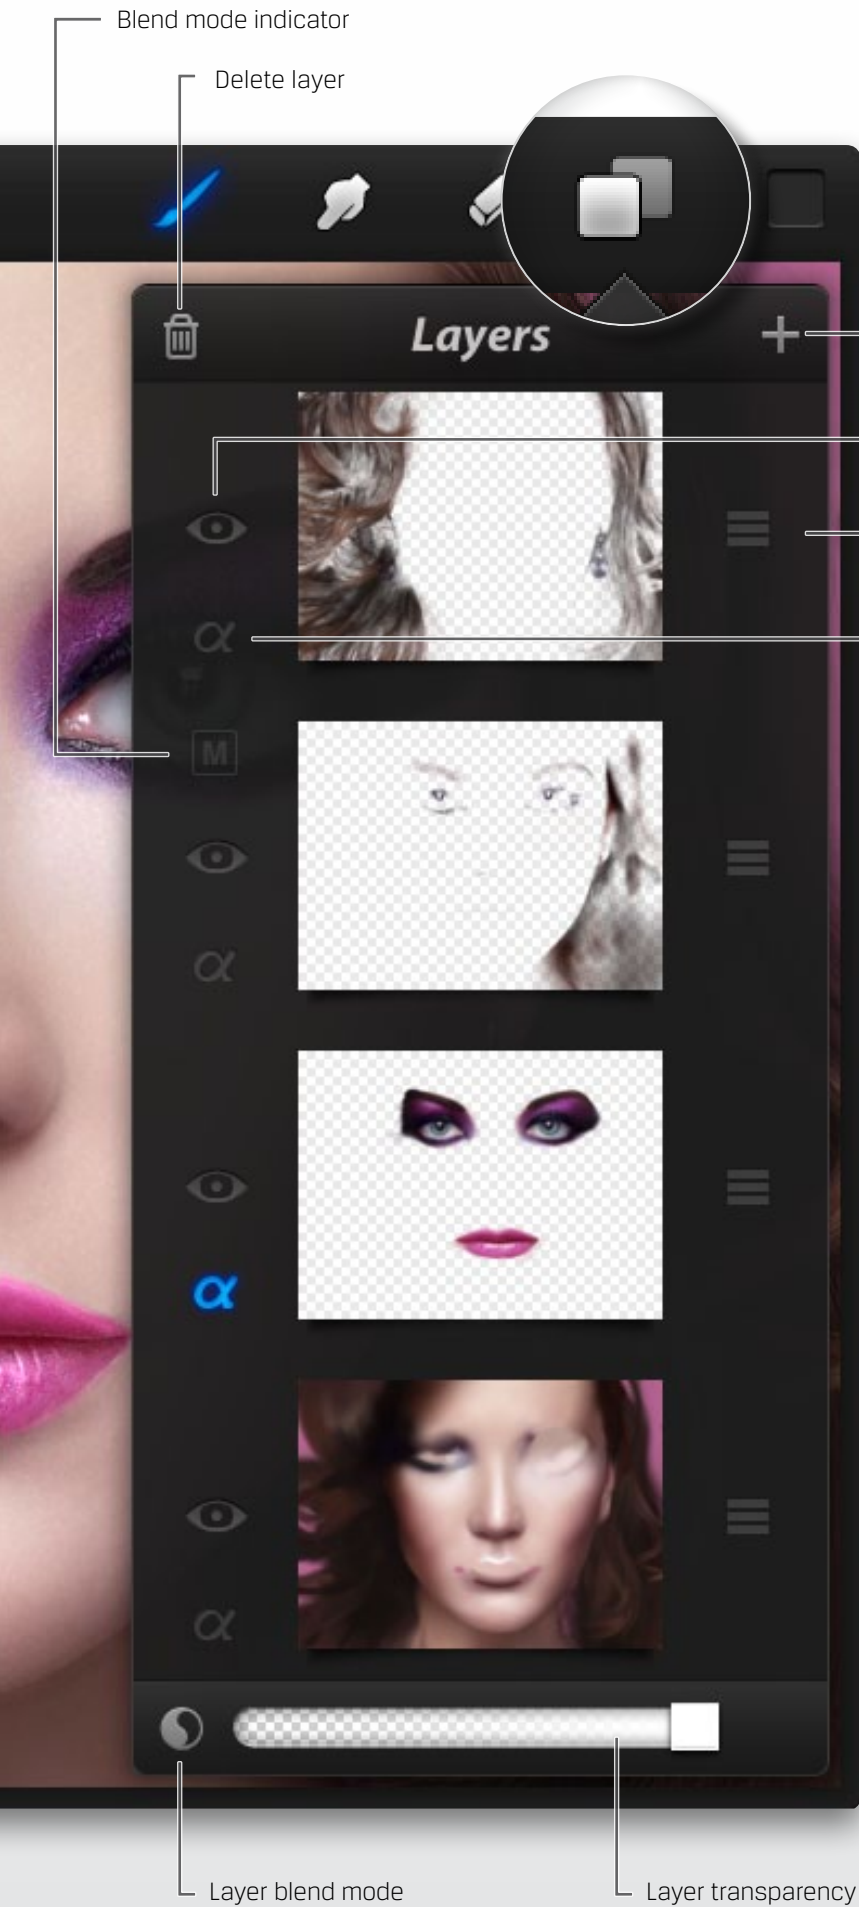 Blend mode indicator
Delete layer
Layers
α
M
α
α
α
Layer blend mode
Layer transparency